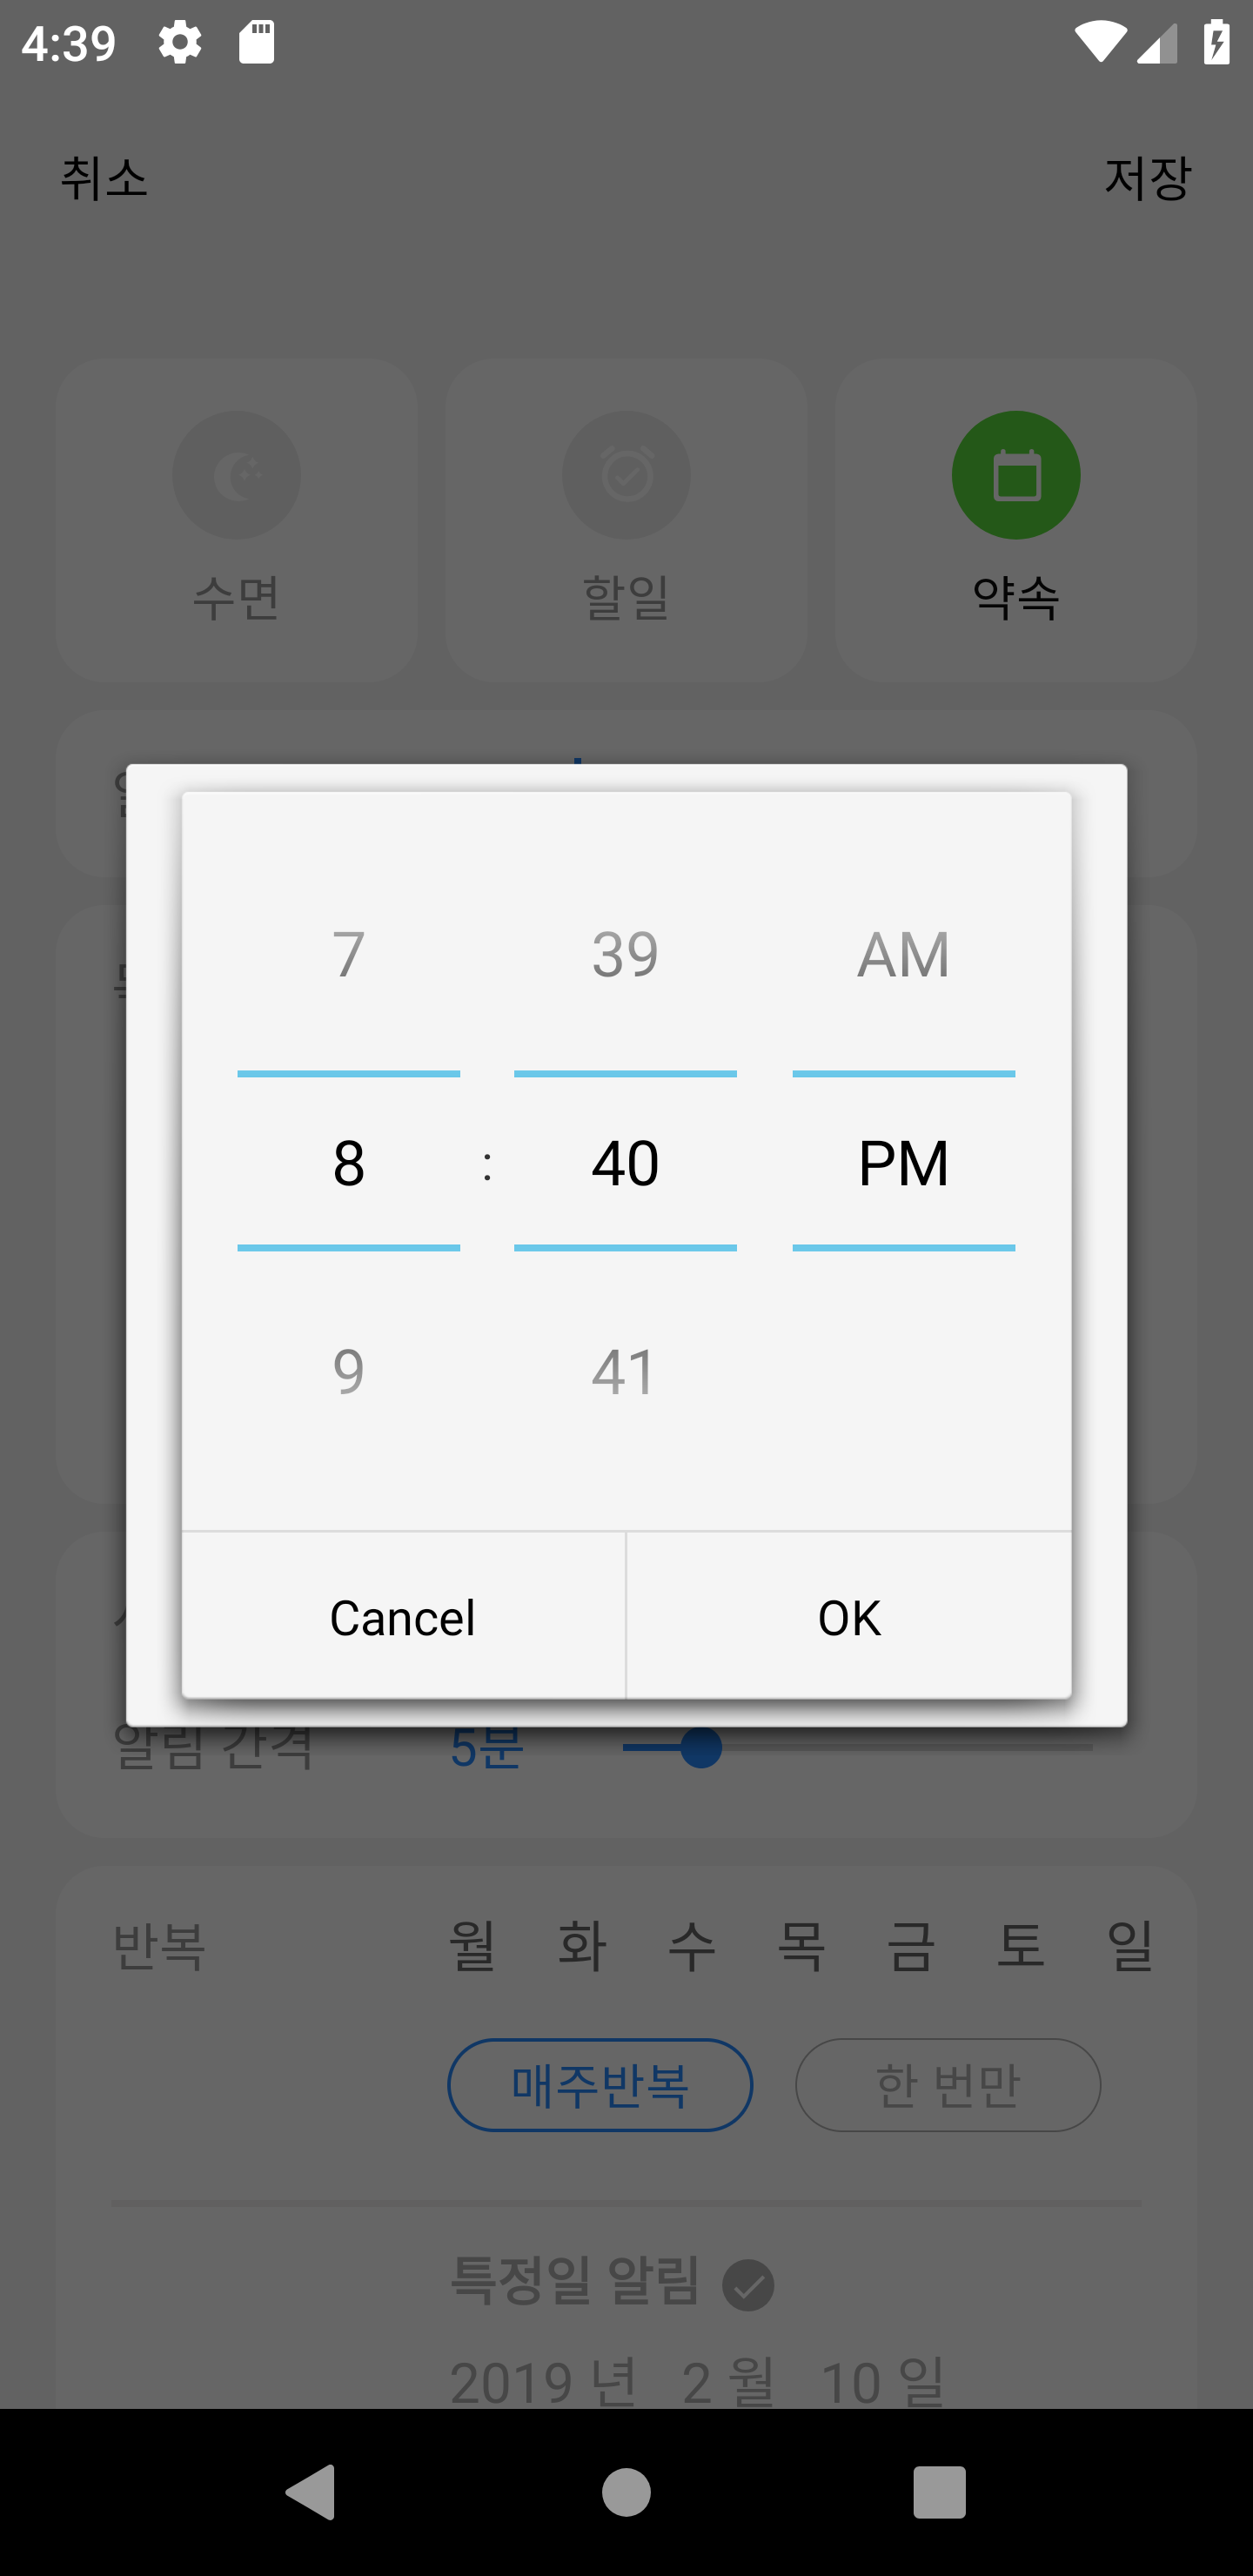 4:39
취소 저장
수면 할일 약속
7 39 AM
8 : 40 PM
9 41
Cancel OK
알림 간격 5분
반복 월 화 수 목 금 토 일
매주반복 한 번만
특정일 알림
2019 년 2 월 10 일